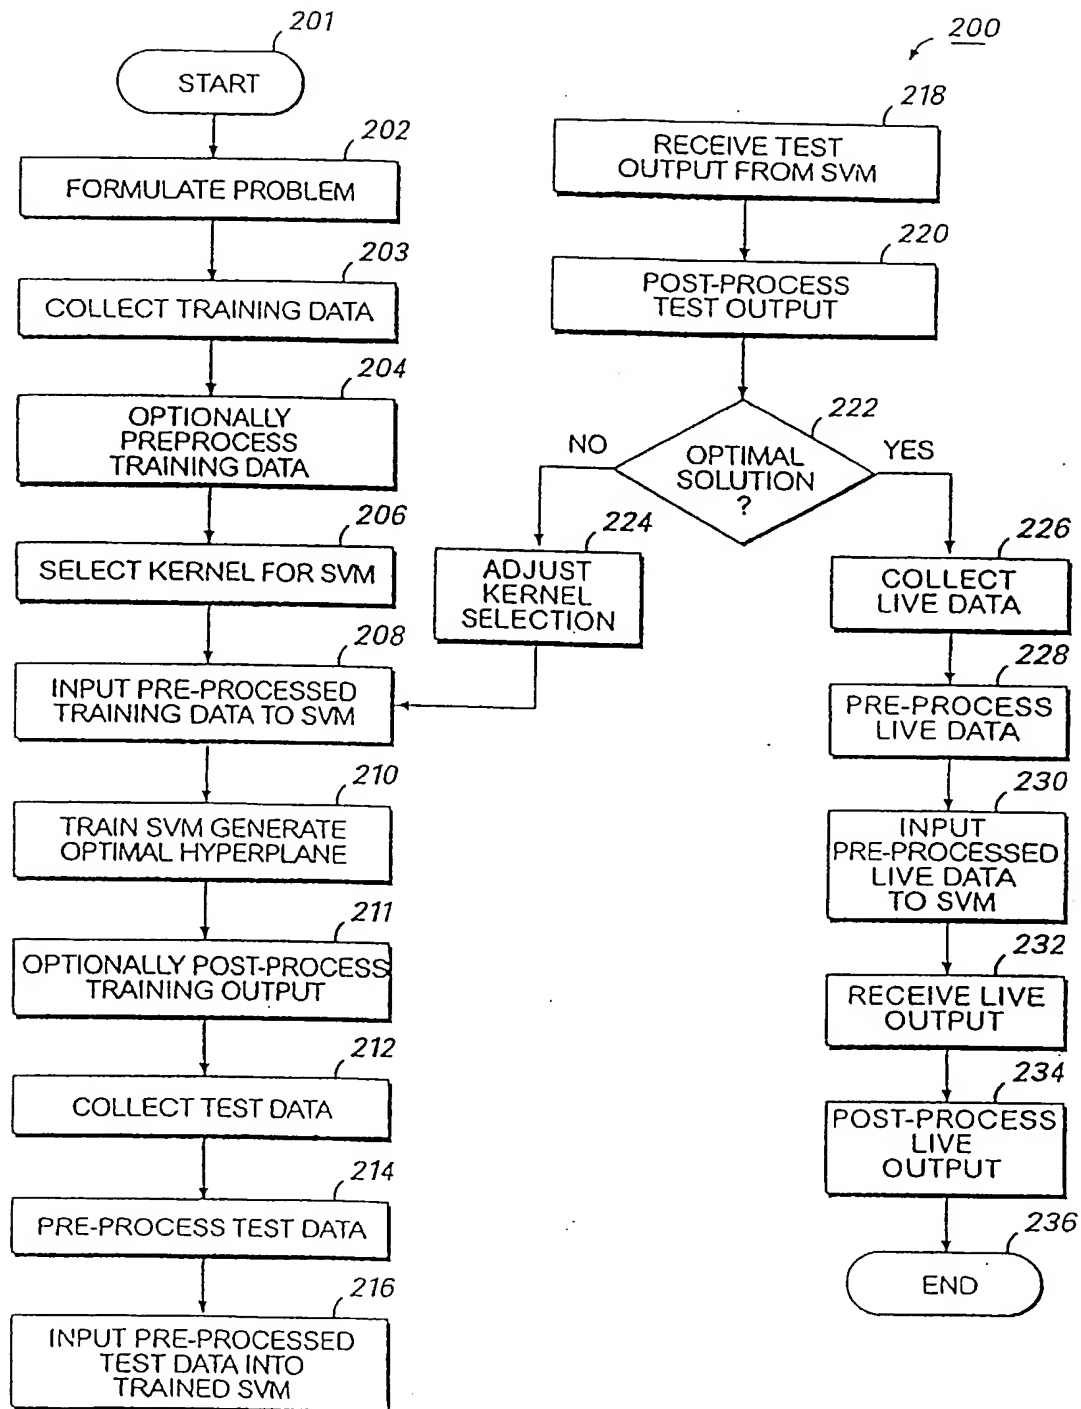 201
START
202
FORMULATE PROBLEM
203
COLLECT TRAINING DATA
204
OPTIONALLY
PREPROCESS
TRAINING DATA
206
SELECT KERNEL FOR SVM
208
INPUT PRE-PROCESSED
TRAINING DATA TO SVM
210
TRAIN SVM GENERATE
OPTIMAL HYPERPLANE
211
OPTIONALLY POST-PROCESS
TRAINING OUTPUT
212
COLLECT TEST DATA
214
PRE-PROCESS TEST DATA
216
INPUT PRE-PROCESSED
TEST DATA INTO
TRAINED SVM
200
218
RECEIVE TEST
OUTPUT FROM SVM
220
POST-PROCESS
TEST OUTPUT
222
OPTIMAL
SOLUTION
?
NO
YES
224
ADJUST
KERNEL
SELECTION
226
COLLECT
LIVE DATA
228
PRE-PROCESS
LIVE DATA
230
INPUT
PRE-PROCESSED
LIVE DATA
TO SVM
232
RECEIVE LIVE
OUTPUT
234
POST-PROCESS
LIVE
OUTPUT
236
END